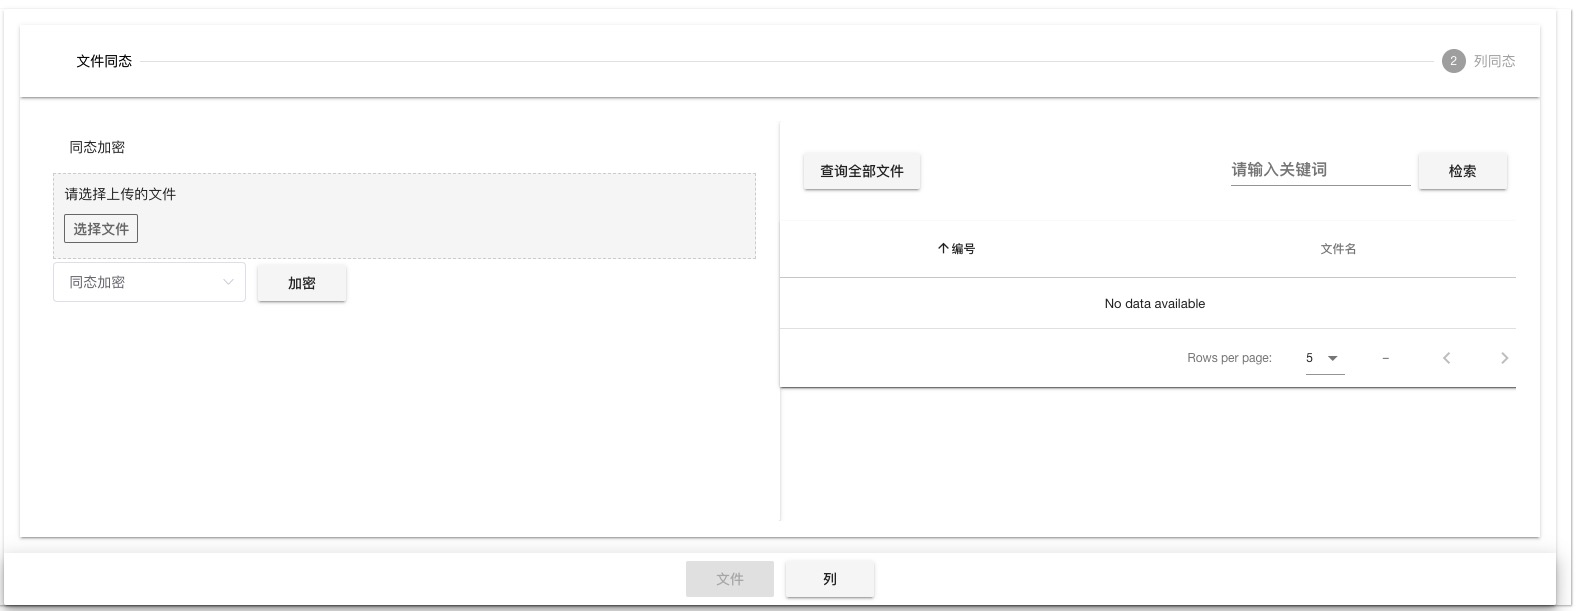 文件同态
2 列同态
同态加密
请选择上传的文件
选择文件
同态加密
加密
查询全部文件
请输入关键词
检索
编号 文件名
No data available
Rows per page: 5 –
文件 列